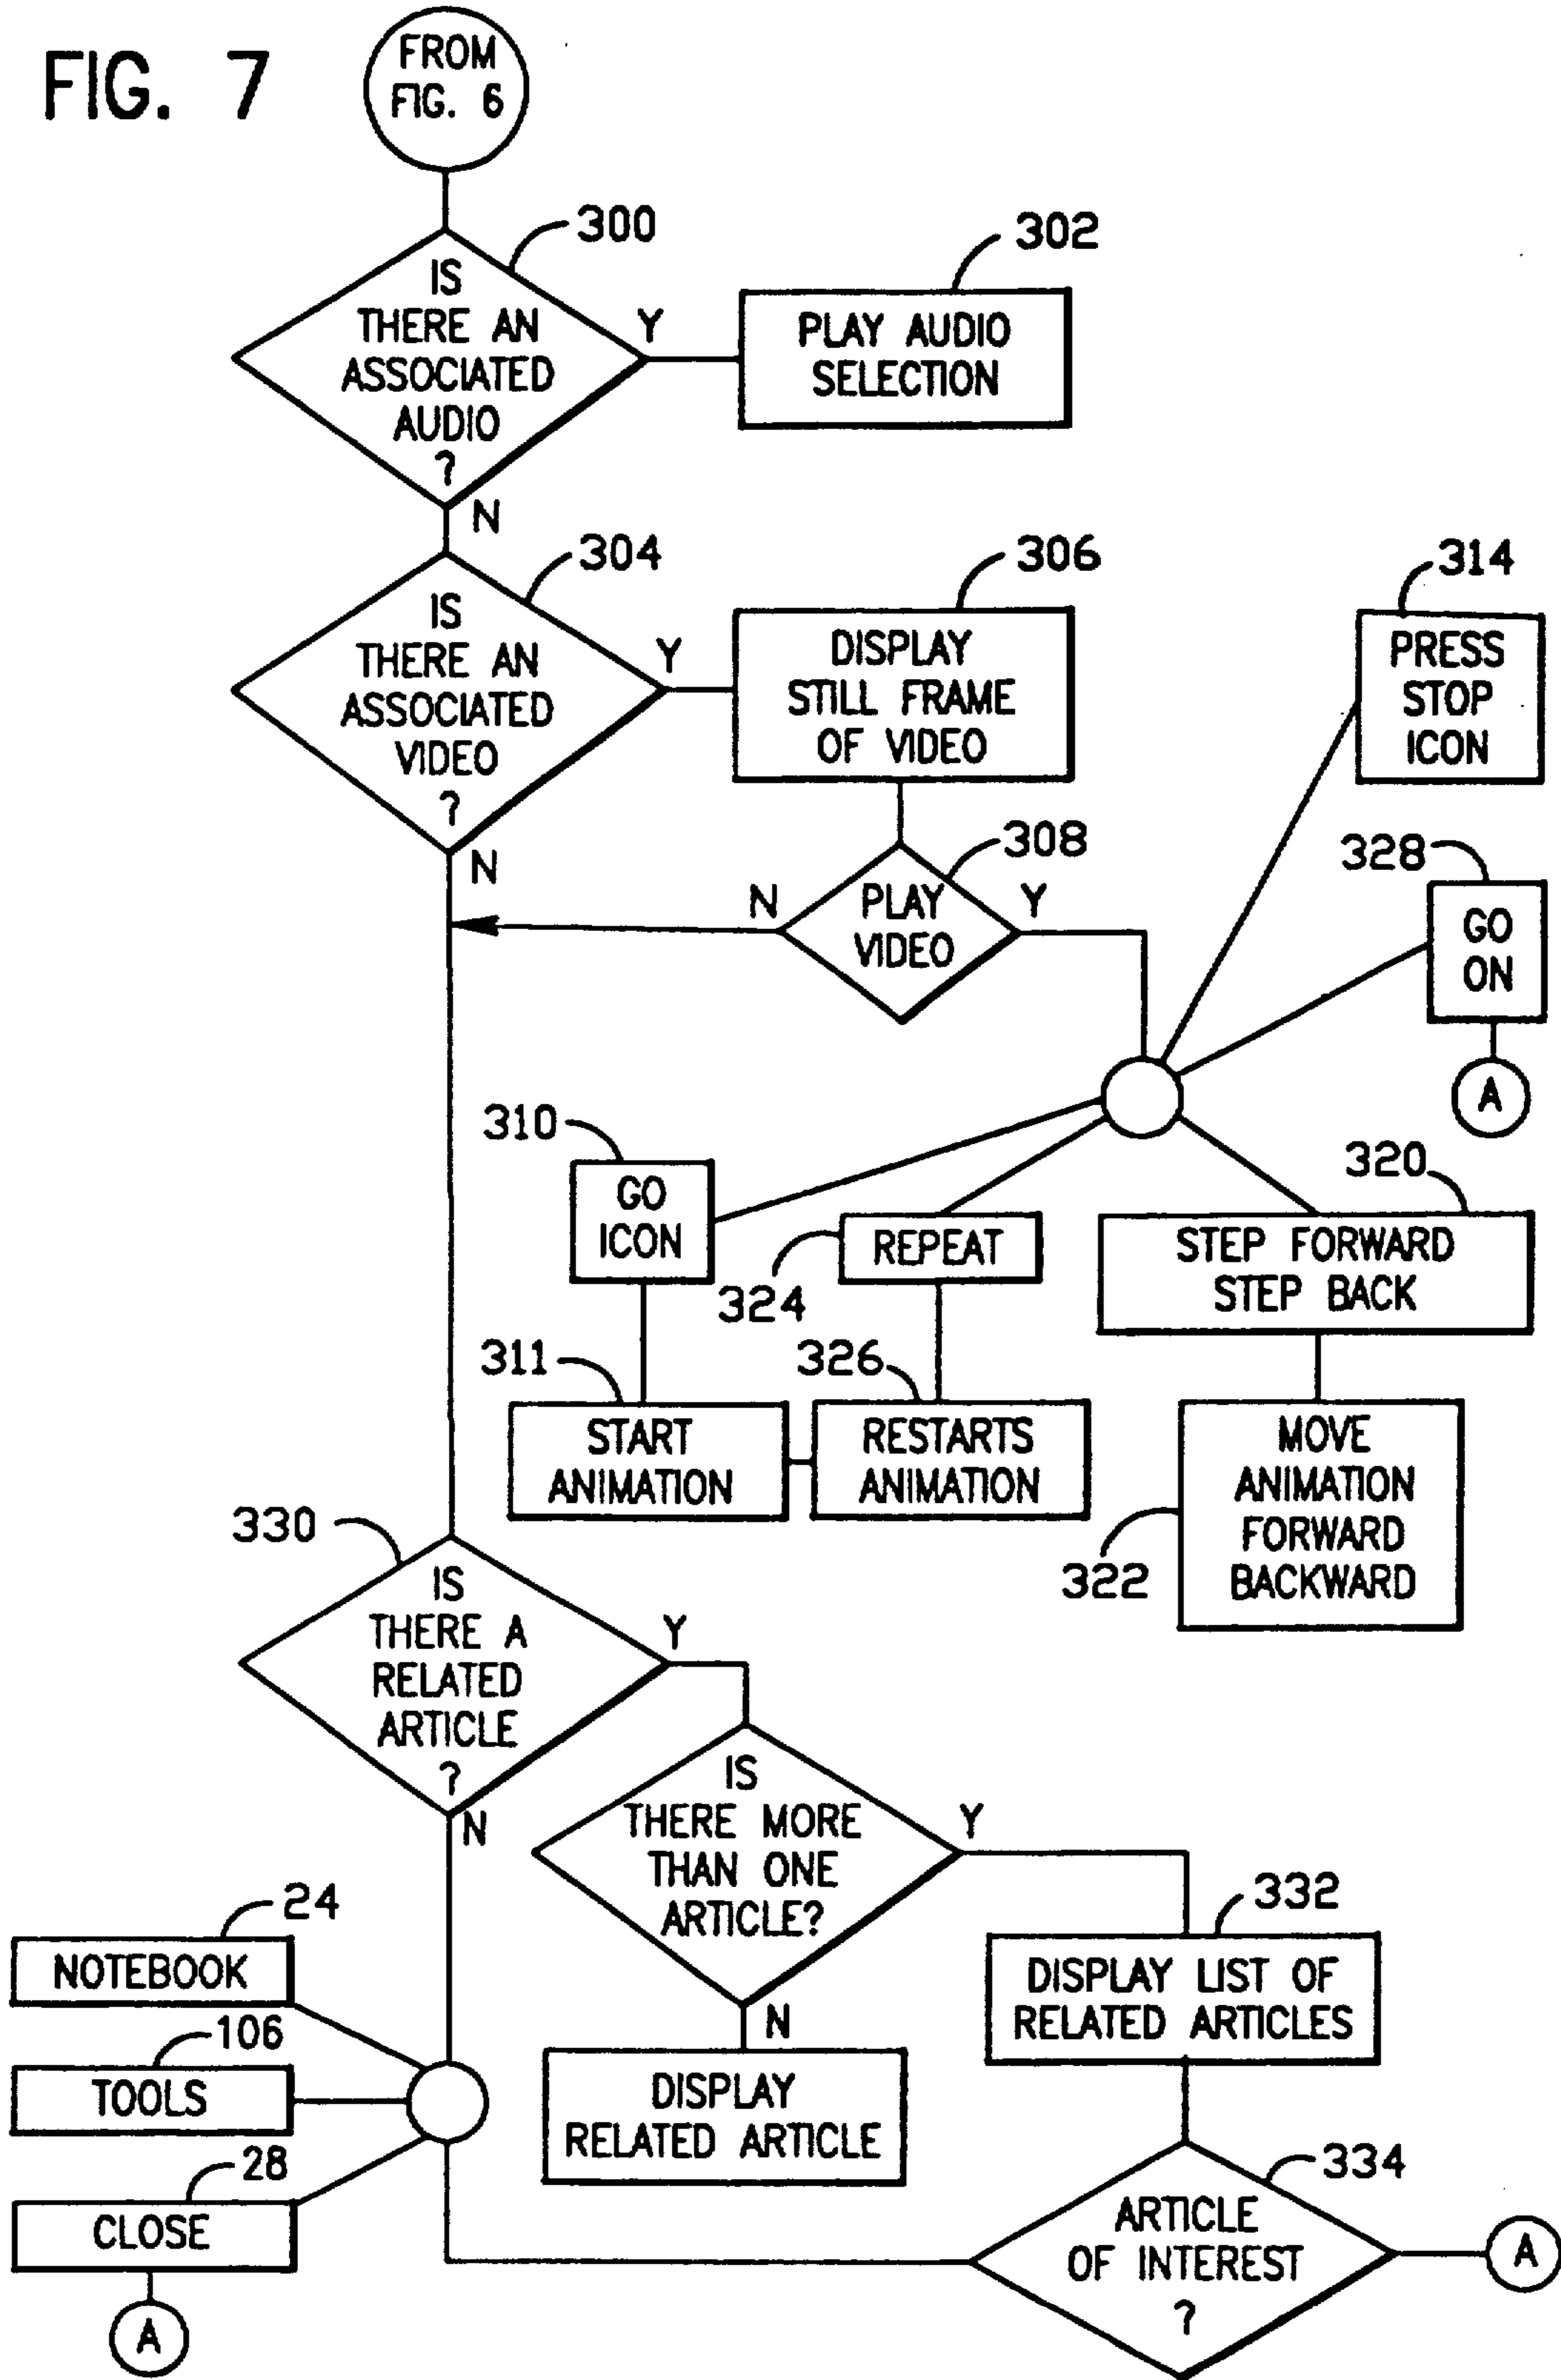 FIG. 7
FROM
FIG. 6
300
IS
THERE AN
ASSOCIATED
AUDIO
?
Y
N
302
PLAY AUDIO
SELECTION
304
IS
THERE AN
ASSOCIATED
VIDEO
?
Y
N
306
DISPLAY
STILL FRAME
OF VIDEO
308
PLAY
VIDEO
N
Y
314
PRESS
STOP
ICON
328
GO
ON
A
310
GO
ICON
324
REPEAT
320
STEP FORWARD
STEP BACK
311
START
ANIMATION
326
RESTARTS
ANIMATION
322
MOVE
ANIMATION
FORWARD
BACKWARD
330
IS
THERE A
RELATED
ARTICLE
?
Y
N
IS
THERE MORE
THAN ONE
ARTICLE?
Y
N
332
DISPLAY LIST OF
RELATED ARTICLES
DISPLAY
RELATED ARTICLE
24
NOTEBOOK
106
TOOLS
28
CLOSE
A
334
ARTICLE
OF INTEREST
?
A